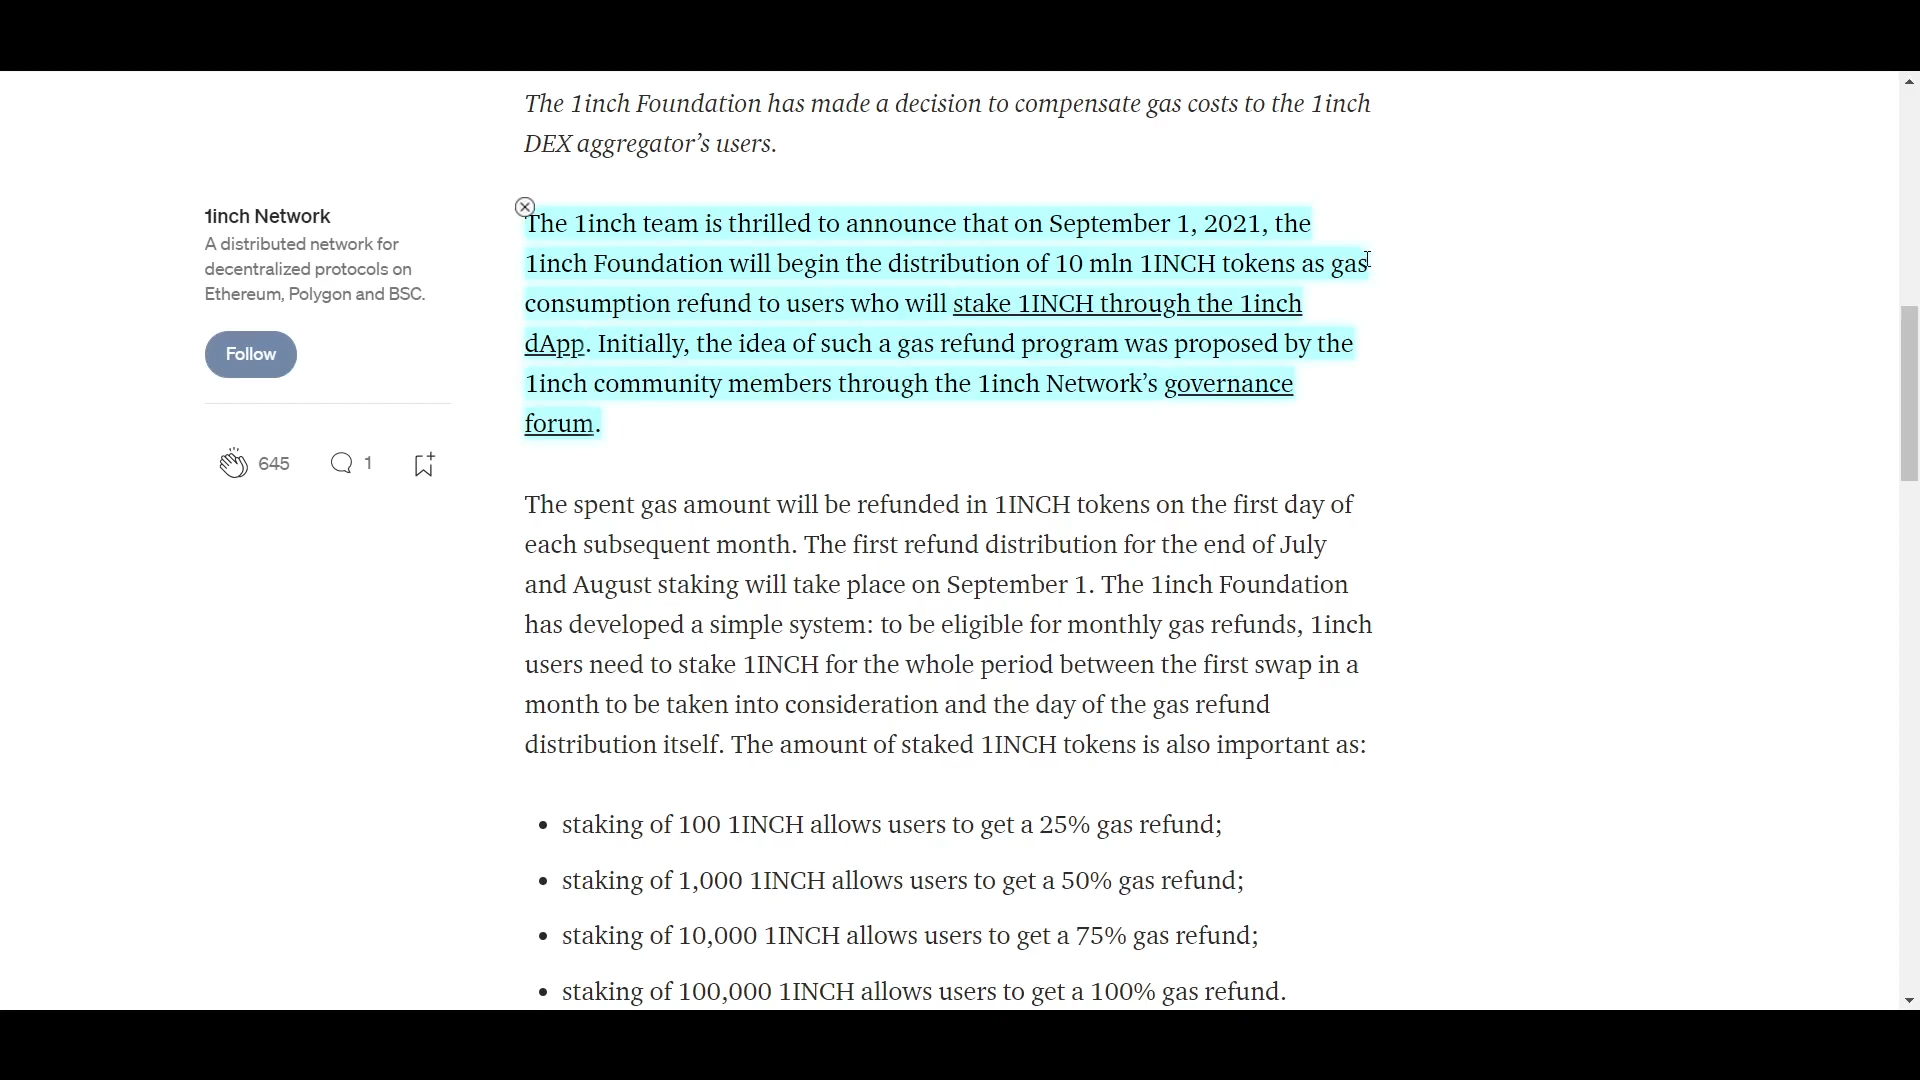 The 1inch Foundation has made a decision to compensate gas costs to the 1inch
DEX aggregator’s users.
1inch Network
A distributed network for
decentralized protocols on
Ethereum, Polygon and BSC.
Follow
645
1
The 1inch team is thrilled to announce that on September 1, 2021, the
1inch Foundation will begin the distribution of 10 mln 1INCH tokens as gas
consumption refund to users who will stake 1INCH through the 1inch
dApp. Initially, the idea of such a gas refund program was proposed by the
1inch community members through the 1inch Network’s governance
forum.
The spent gas amount will be refunded in 1INCH tokens on the first day of
each subsequent month. The first refund distribution for the end of July
and August staking will take place on September 1. The 1inch Foundation
has developed a simple system: to be eligible for monthly gas refunds, 1inch
users need to stake 1INCH for the whole period between the first swap in a
month to be taken into consideration and the day of the gas refund
distribution itself. The amount of staked 1INCH tokens is also important as:
• staking of 100 1INCH allows users to get a 25% gas refund;
• staking of 1,000 1INCH allows users to get a 50% gas refund;
• staking of 10,000 1INCH allows users to get a 75% gas refund;
• staking of 100,000 1INCH allows users to get a 100% gas refund.